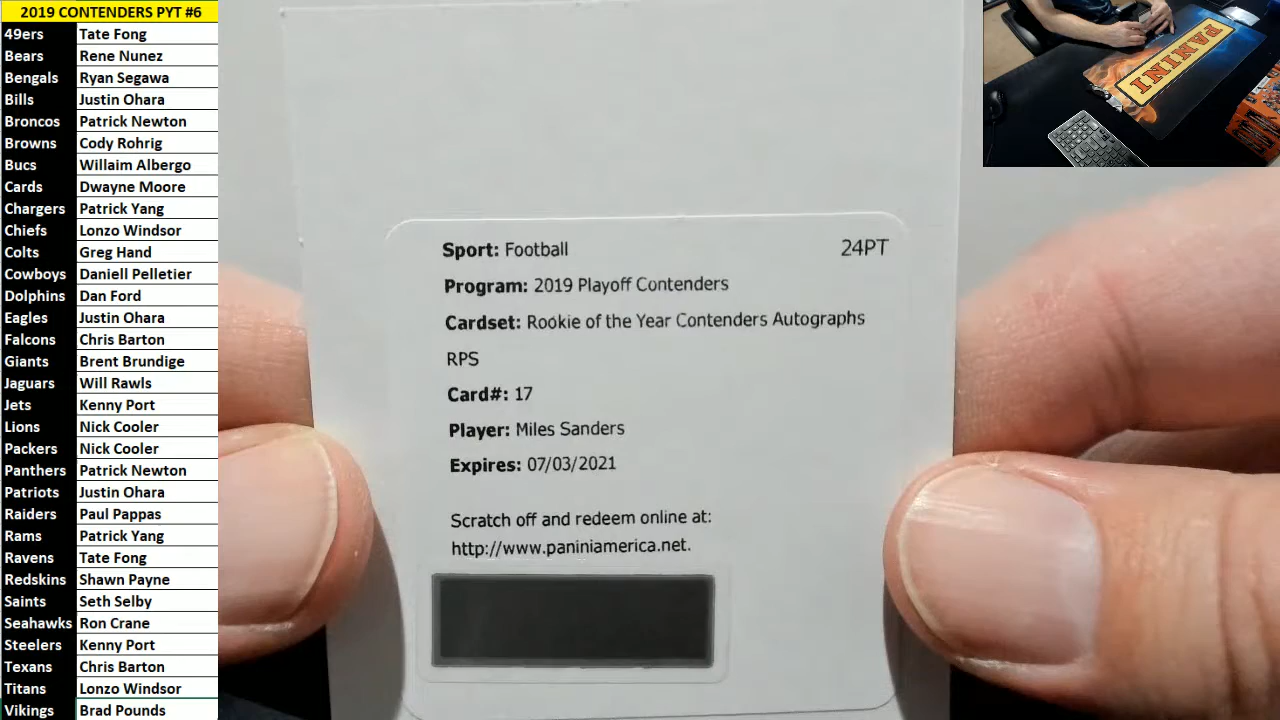 2019 CONTENDERS PYT #6
49ers Tate Fong
Bears Rene Nunez
Bengals Ryan Segawa
Bills Justin Ohara
Broncos Patrick Newton
Browns Cody Rohrig
Bucs Willaim Albergo
Cards Dwayne Moore
Chargers Patrick Yang
Chiefs Lonzo Windsor
Colts Greg Hand
Cowboys Daniell Pelletier
Dolphins Dan Ford
Eagles Justin Ohara
Falcons Chris Barton
Giants Brent Brundige
Jaguars Will Rawls
Jets Kenny Port
Lions Nick Cooler
Packers Nick Cooler
Panthers Patrick Newton
Patriots Justin Ohara
Raiders Paul Pappas
Rams Patrick Yang
Ravens Tate Fong
Redskins Shawn Payne
Saints Seth Selby
Seahawks Ron Crane
Steelers Kenny Port
Texans Chris Barton
Titans Lonzo Windsor
Vikings Brad Pounds
Sport: Football 24PT
Program: 2019 Playoff Contenders
Cardset: Rookie of the Year Contenders Autographs
RPS
Card#: 17
Player: Miles Sanders
Expires: 07/03/2021
Scratch off and redeem online at:
http://www.paniniamerica.net.
PANINI